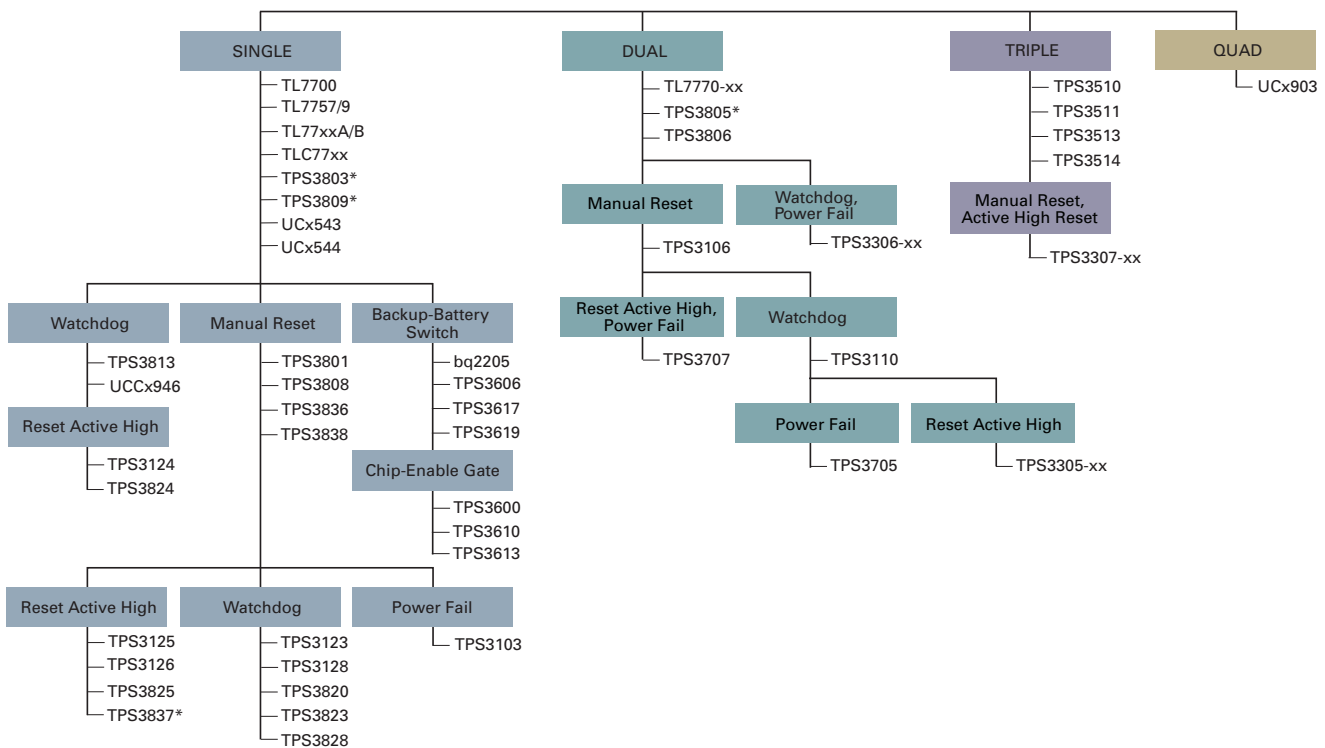 SINGLE
TL7700
TL7757/9
TL77xxA/B
TLC77xx
TPS3803*
TPS3809*
UCx543
UCx544
Watchdog
TPS3813
UCCx946
Reset Active High
TPS3124
TPS3824
Manual Reset
TPS3801
TPS3808
TPS3836
TPS3838
Backup-Battery
Switch
bq2205
TPS3606
TPS3617
TPS3619
Chip-Enable Gate
TPS3600
TPS3610
TPS3613
Reset Active High
TPS3125
TPS3126
TPS3825
TPS3837*
Watchdog
TPS3123
TPS3128
TPS3820
TPS3823
TPS3828
Power Fail
TPS3103
DUAL
TL7770-xx
TPS3805*
TPS3806
Manual Reset
TPS3106
Watchdog,
Power Fail
TPS3306-xx
Reset Active High,
Power Fail
TPS3707
Watchdog
TPS3110
Power Fail
TPS3705
Reset Active High
TPS3305-xx
TRIPLE
TPS3510
TPS3511
TPS3513
TPS3514
Manual Reset,
Active High Reset
TPS3307-xx
QUAD
UCx903